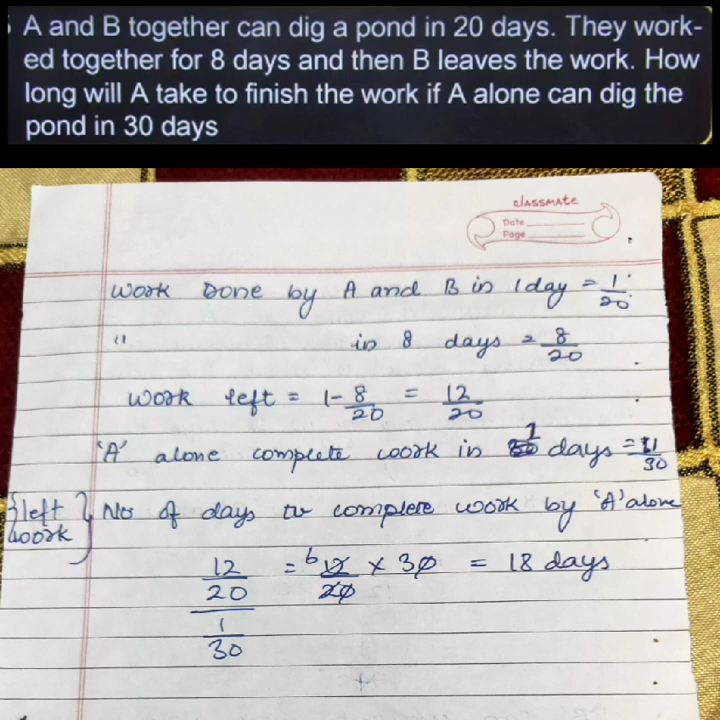 A and B together can dig a pond in 20 days. They work-
ed together for 8 days and then B leaves the work. How
long will A take to finish the work if A alone can dig the
pond in 30 days
classmate
Date
Page
Work Done by A and B in 1 day = 1/20
" in 8 days = 8/20
Work left = 1 - 8/20 = 12/20
'A' alone complete work in 1 days = 1/30
{left work} No of days to complete work by 'A' alone
12/20 / 1/30 = 6 12/20 x 30 = 18 days